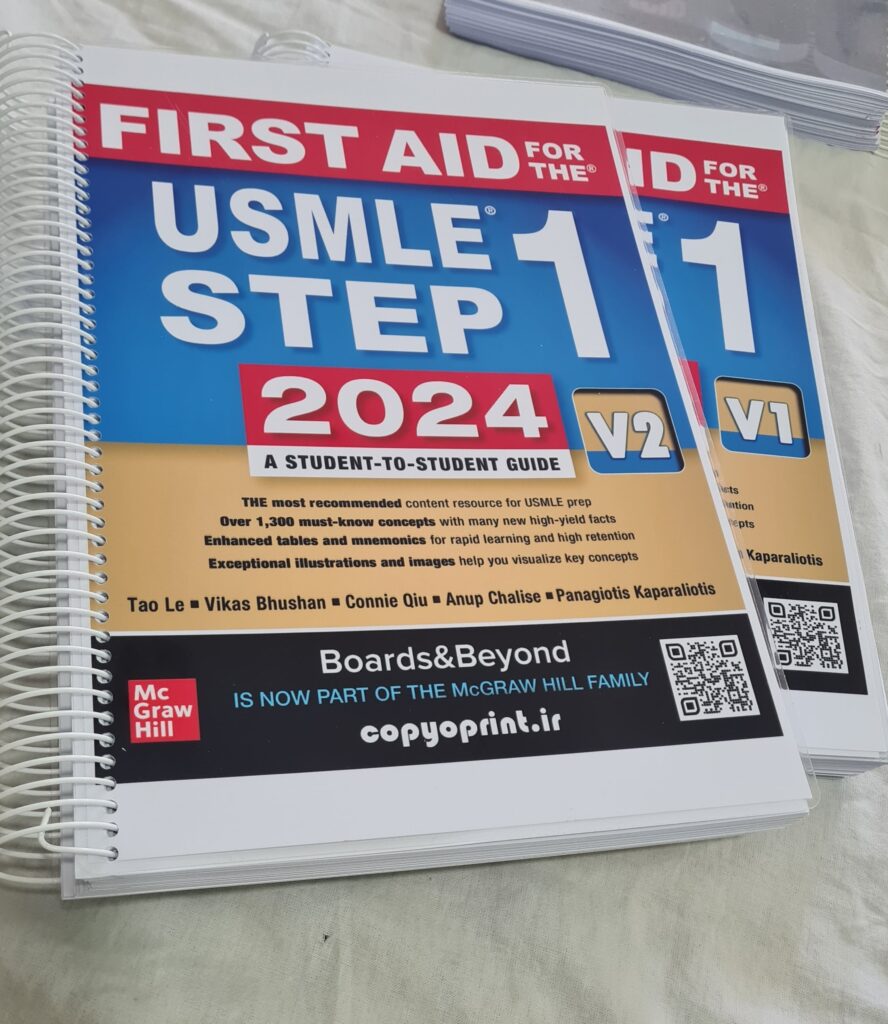 FIRST AID FOR THE®
USMLE® 1
STEP
2024
A STUDENT-TO-STUDENT GUIDE
V2
THE most recommended content resource for USMLE prep
Over 1,300 must-know concepts with many new high-yield facts
Enhanced tables and mnemonics for rapid learning and high retention
Exceptional illustrations and images help you visualize key concepts
Tao Le ■ Vikas Bhushan ■ Connie Qiu ■ Anup Chalise ■ Panagiotis Kaparaliotis
Boards&Beyond
IS NOW PART OF THE McGRAW HILL FAMILY
copyoprint.ir
Mc
Graw
Hill
ID FOR
THE®
E® 1
V1
Kaparaliotis